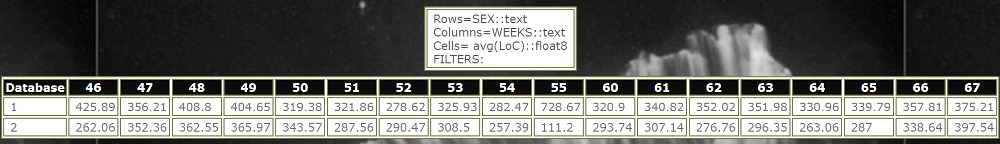 Rows=SEX::text
Columns=WEEKS::text
Cells= avg(LoC)::float8
FILTERS:
Database 46 47 48 49 50 51 52 53 54 55 60 61 62 63 64 65 66 67
1 425.89 356.21 408.8 404.65 319.38 321.86 278.62 325.93 282.47 728.67 320.9 340.82 352.02 351.98 330.96 339.79 357.81 375.21
2 262.06 352.36 362.55 365.97 343.57 287.56 290.47 308.5 257.39 111.2 293.74 307.14 276.76 296.35 263.06 287 338.64 397.54